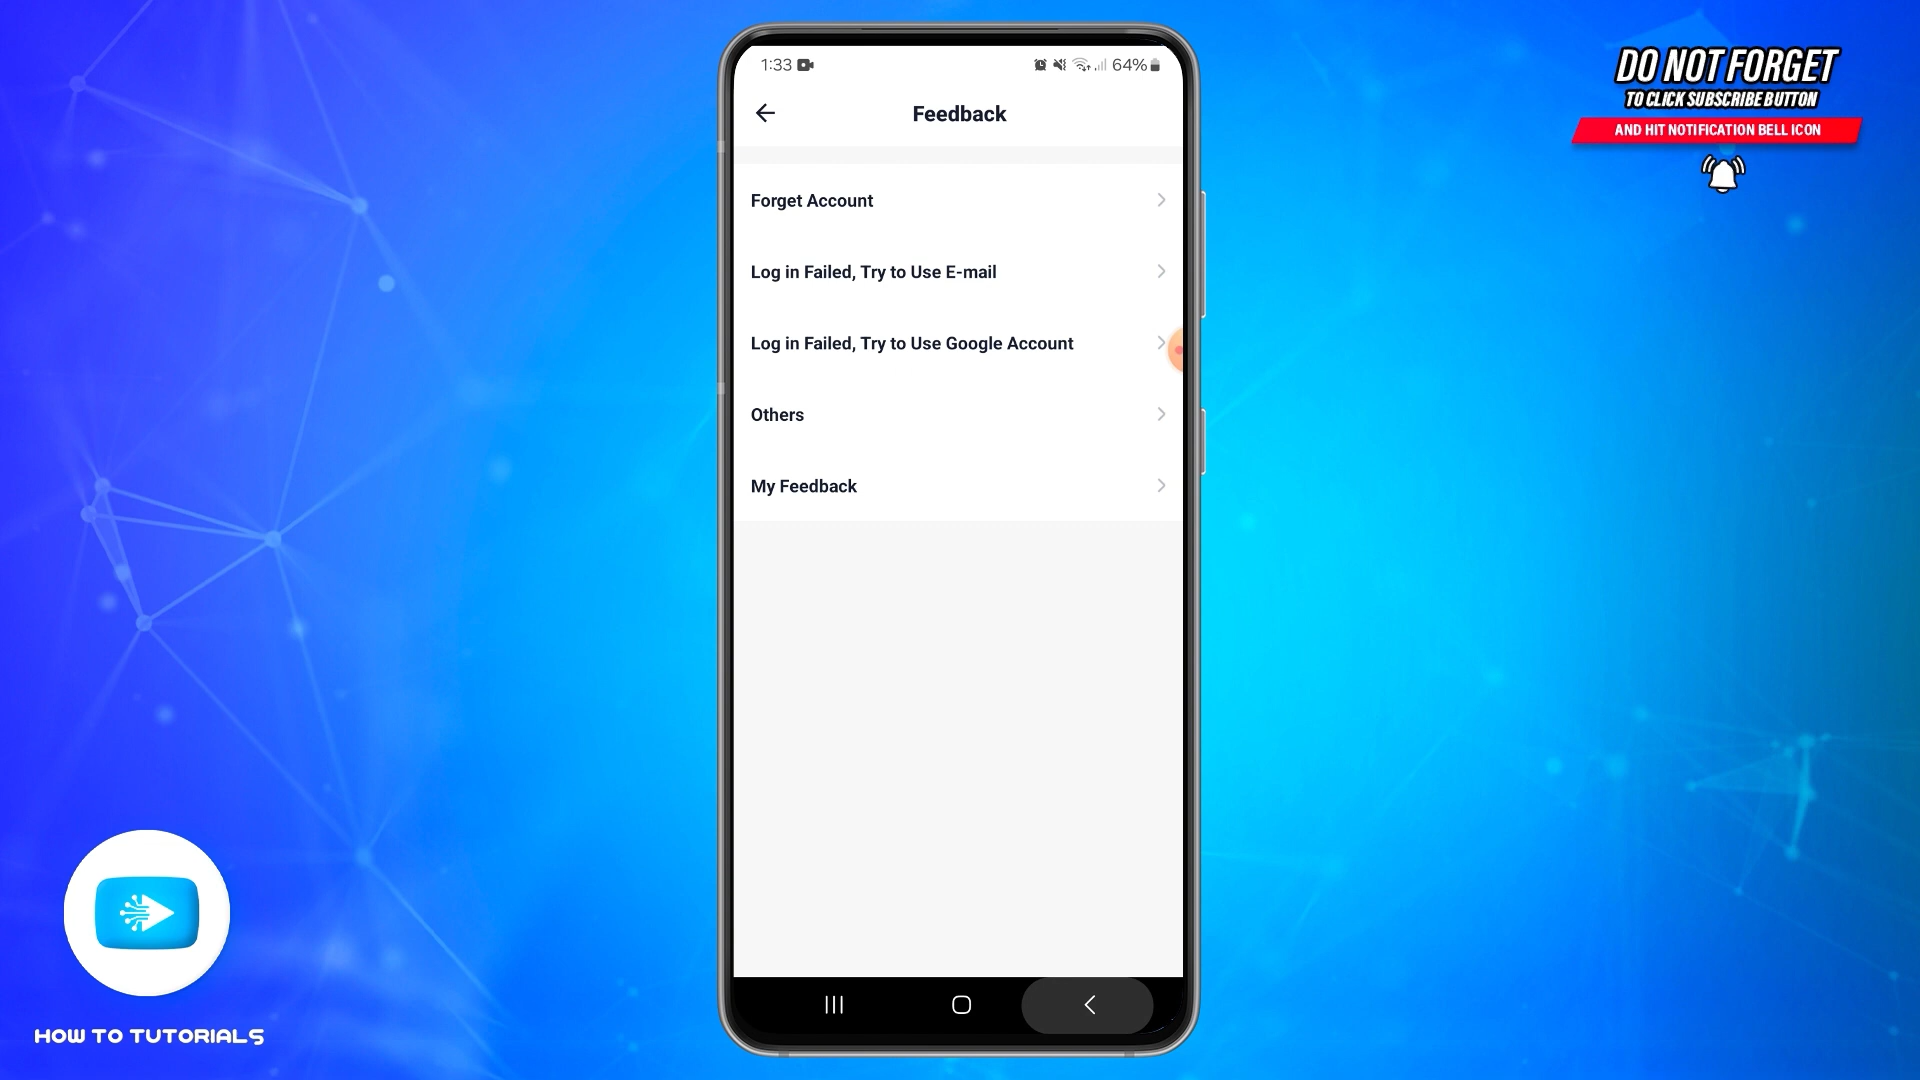 1:33
64%
Feedback
Forget Account
Log in Failed, Try to Use E-mail
Log in Failed, Try to Use Google Account
Others
My Feedback
DO NOT FORGET
TO CLICK SUBSCRIBE BUTTON
AND HIT NOTIFICATION BELL ICON
HOW TO TUTORIALS